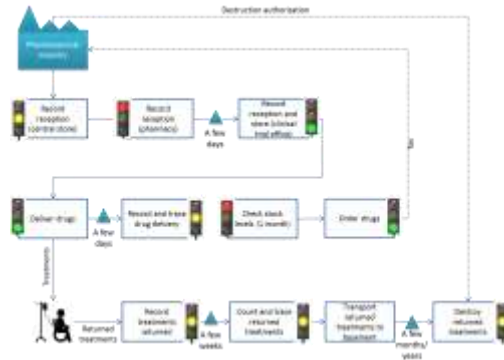 Destruction authorization
Pharmaceutical
industry
Record
reception
(central store)
Record
reception
(pharmacy)
A few
days
Record
reception and
store (clinical
trial office)
Fax
Deliver drugs
A few
days
Record and trace
drug delivery
Check stock
levels (1/month)
Order drugs
Treatments
Returned
treatments
Record
treatments
returned
A few
weeks
Count and trace
returned
treatments
Transport
returned
treatments to
basement
A few
months/
years
Destroy
returned
treatments